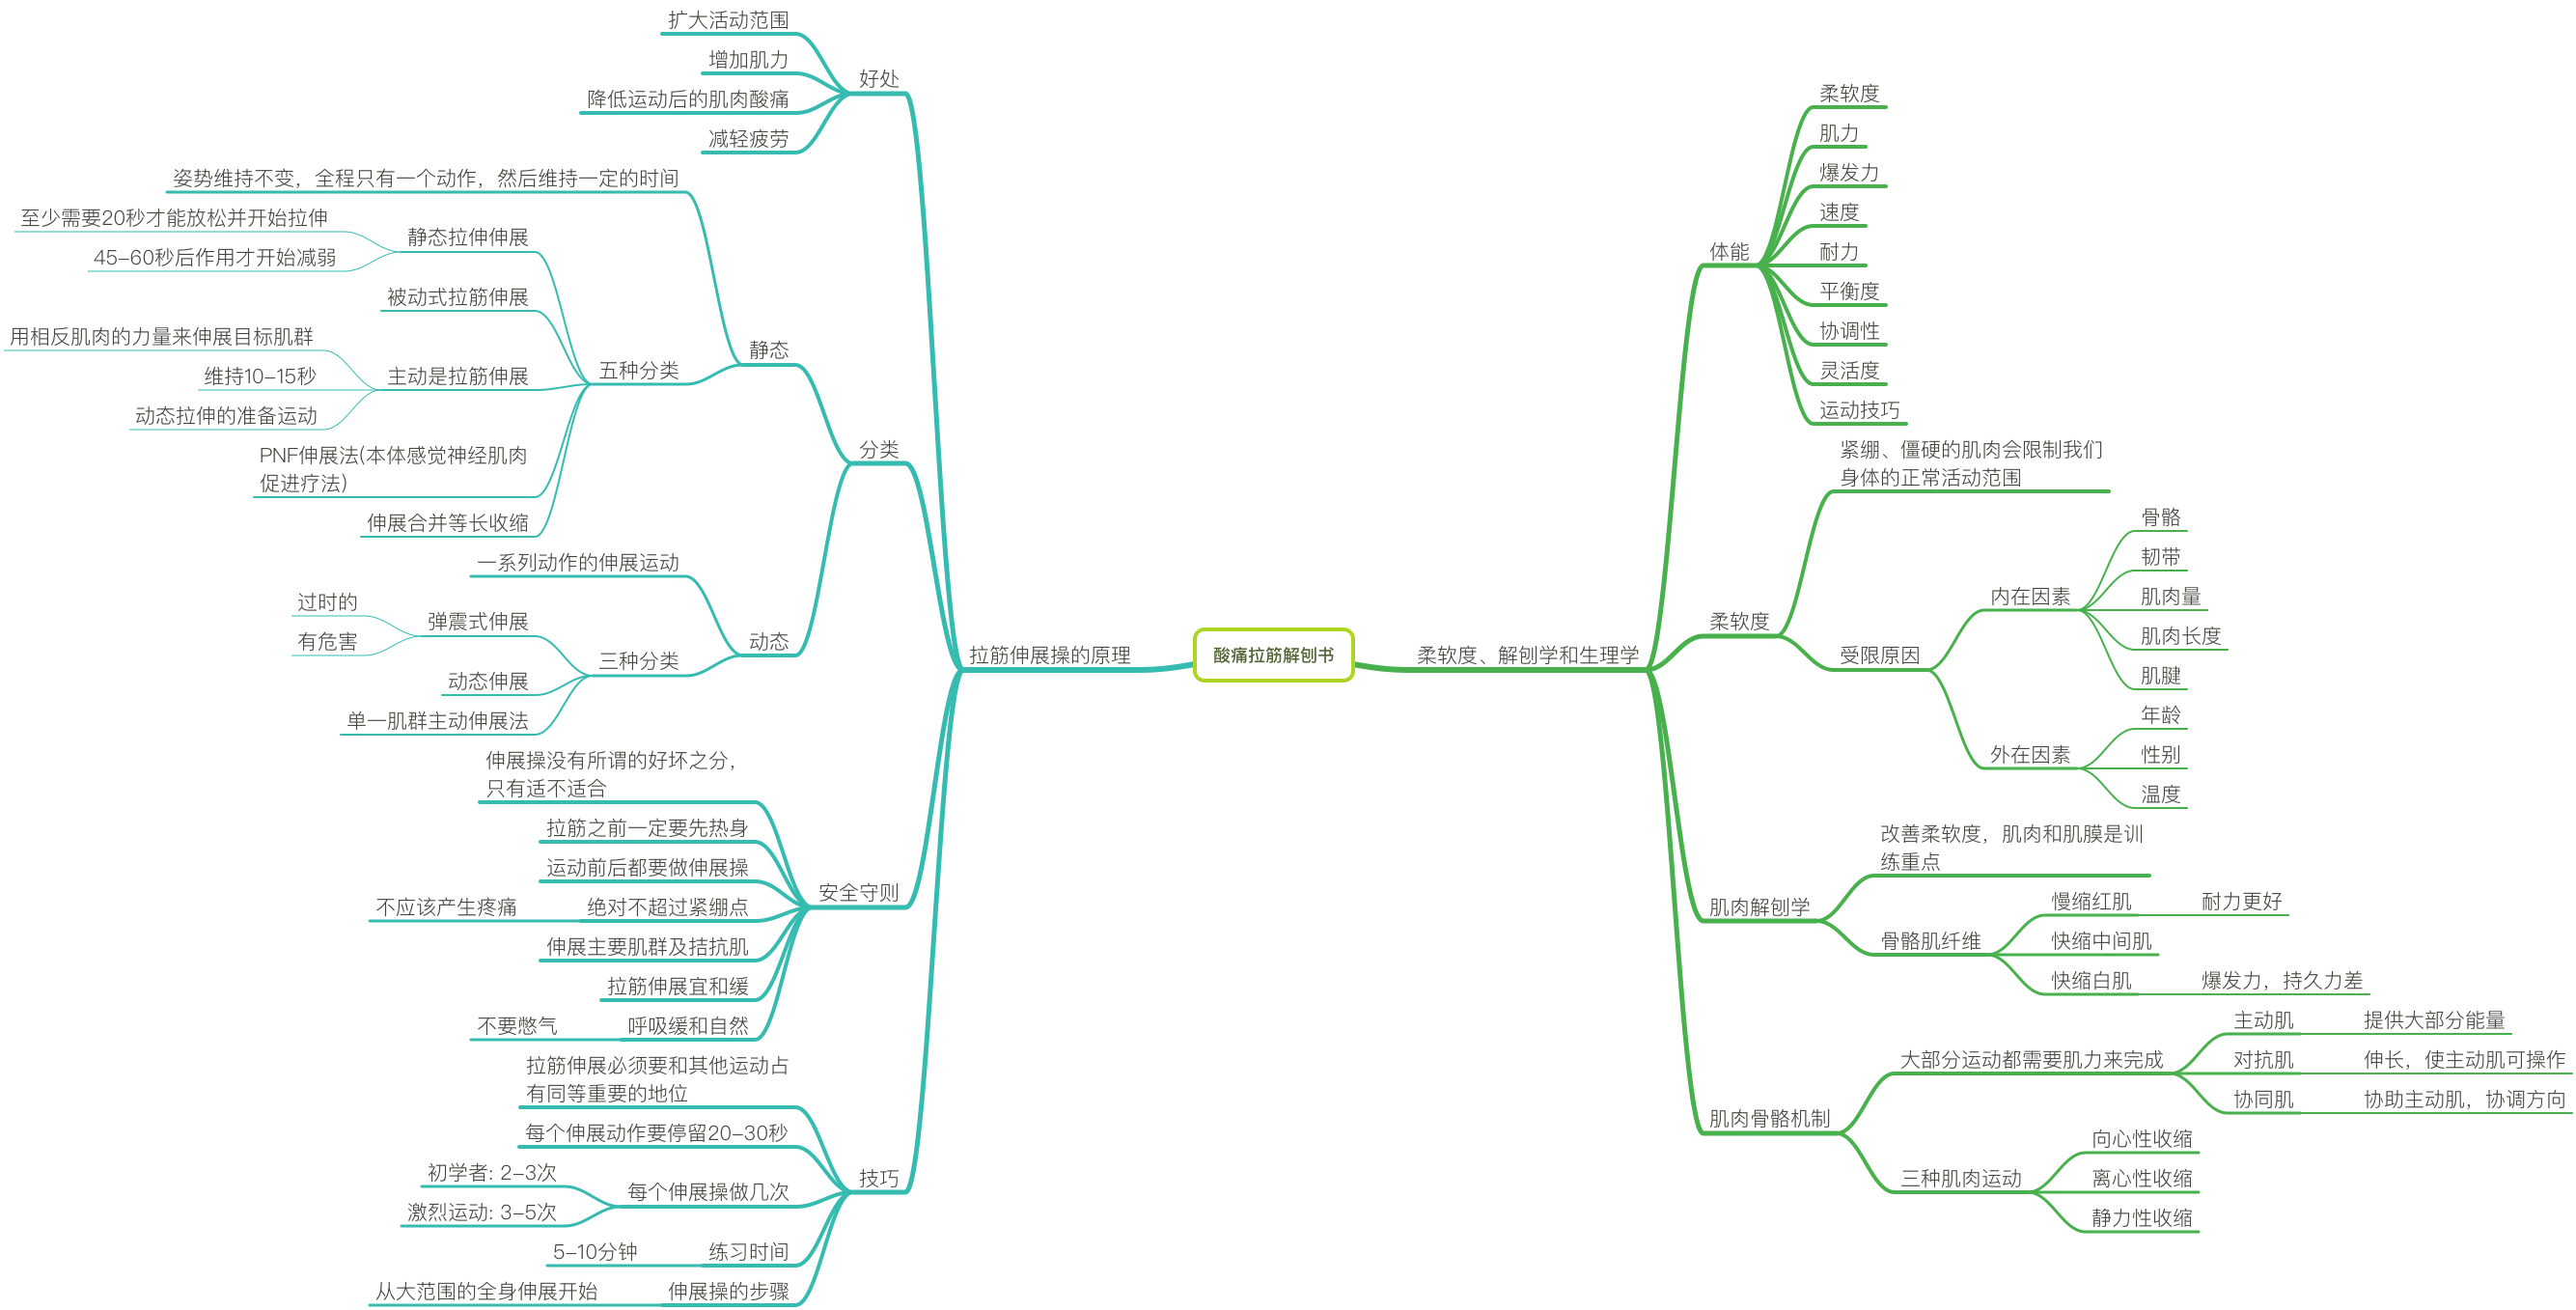 酸痛拉筋解刨书
柔软度、解刨学和生理学
体能
柔软度
肌力
爆发力
速度
耐力
平衡度
协调性
灵活度
运动技巧
柔软度
紧绷、僵硬的肌肉会限制我们
身体的正常活动范围
受限原因
内在因素
骨骼
韧带
肌肉量
肌肉长度
肌腱
外在因素
年龄
性别
温度
肌肉解刨学
改善柔软度，肌肉和肌膜是训
练重点
骨骼肌纤维
慢缩红肌
耐力更好
快缩中间肌
快缩白肌
爆发力，持久力差
肌肉骨骼机制
大部分运动都需要肌力来完成
主动肌
提供大部分能量
对抗肌
伸长，使主动肌可操作
协同肌
协助主动肌，协调方向
三种肌肉运动
向心性收缩
离心性收缩
静力性收缩
拉筋伸展操的原理
好处
扩大活动范围
增加肌力
降低运动后的肌肉酸痛
减轻疲劳
分类
静态
姿势维持不变，全程只有一个动作，然后维持一定的时间
五种分类
静态拉伸伸展
至少需要20秒才能放松并开始拉伸
45-60秒后作用才开始减弱
被动式拉筋伸展
主动是拉筋伸展
用相反肌肉的力量来伸展目标肌群
维持10-15秒
动态拉伸的准备运动
PNF伸展法(本体感觉神经肌肉
促进疗法)
伸展合并等长收缩
动态
一系列动作的伸展运动
三种分类
弹震式伸展
过时的
有危害
动态伸展
单一肌群主动伸展法
安全守则
伸展操没有所谓的好坏之分，
只有适不适合
拉筋之前一定要先热身
运动前后都要做伸展操
绝对不超过紧绷点
不应该产生疼痛
伸展主要肌群及拮抗肌
拉筋伸展宜和缓
呼吸缓和自然
不要憋气
技巧
拉筋伸展必须要和其他运动占
有同等重要的地位
每个伸展动作要停留20-30秒
每个伸展操做几次
初学者: 2-3次
激烈运动: 3-5次
练习时间
5-10分钟
伸展操的步骤
从大范围的全身伸展开始